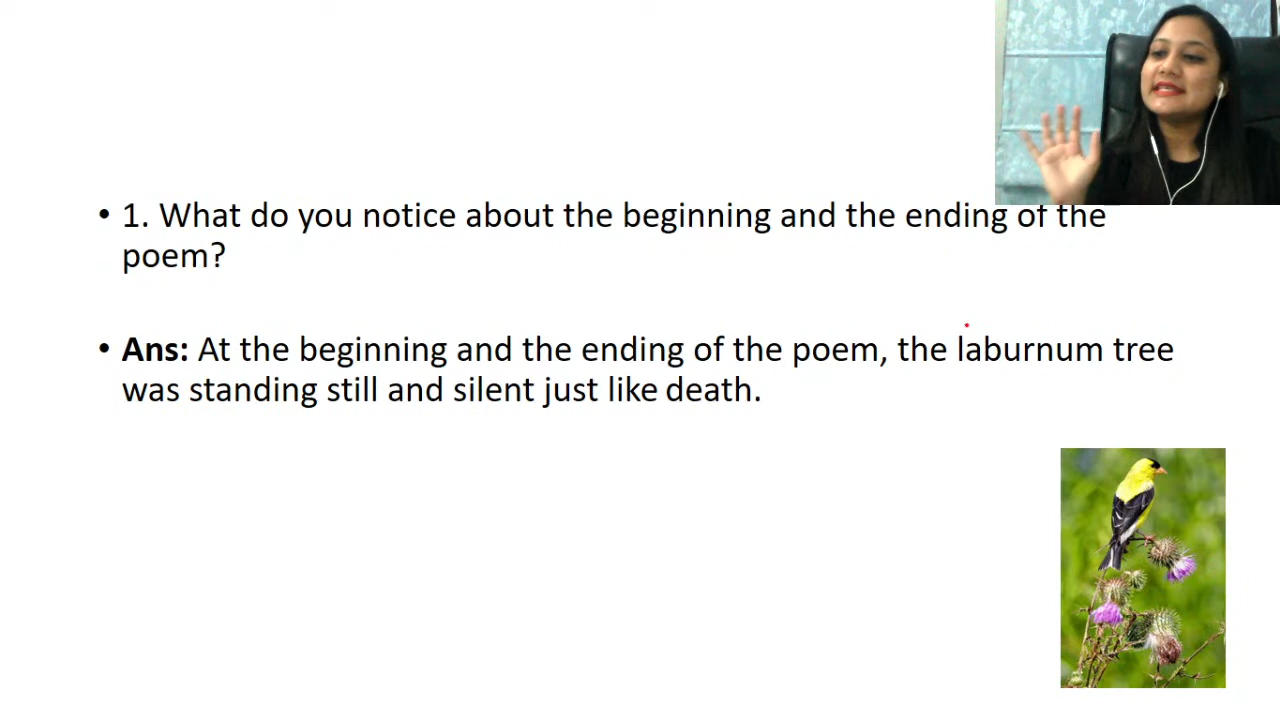 • 1. What do you notice about the beginning and the ending of the
poem?
• Ans: At the beginning and the ending of the poem, the laburnum tree
was standing still and silent just like death.